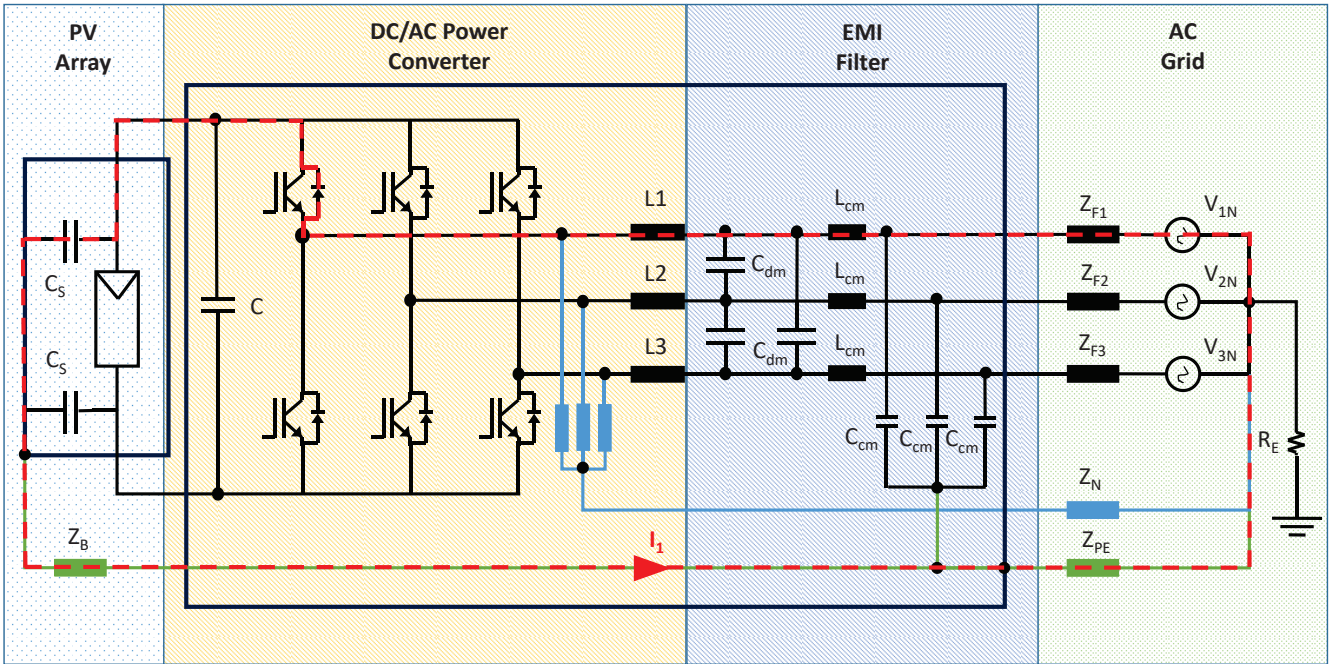 PV
Array
DC/AC Power
Converter
EMI
Filter
AC
Grid
L1
L2
L3
Lcm
Lcm
Lcm
Cdm
Cdm
ZF1
ZF2
ZF3
V1N
V2N
V3N
CS
CS
C
Ccm
Ccm
Ccm
RE
ZN
ZB
I1
ZPE